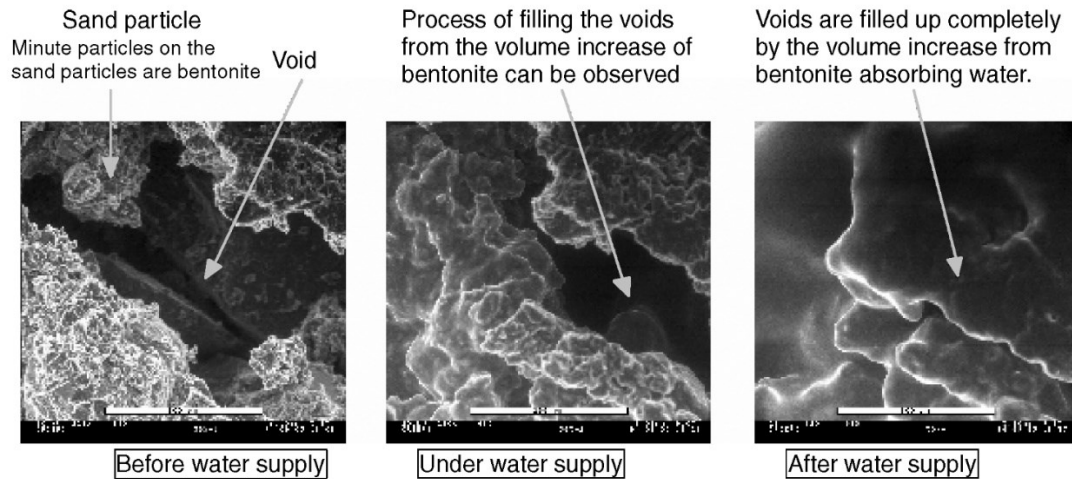 Sand particle
Minute particles on the
sand particles are bentonite
Void
Process of filling the voids
from the volume increase of
bentonite can be observed
Voids are filled up completely
by the volume increase from
bentonite absorbing water.
Before water supply
Under water supply
After water supply